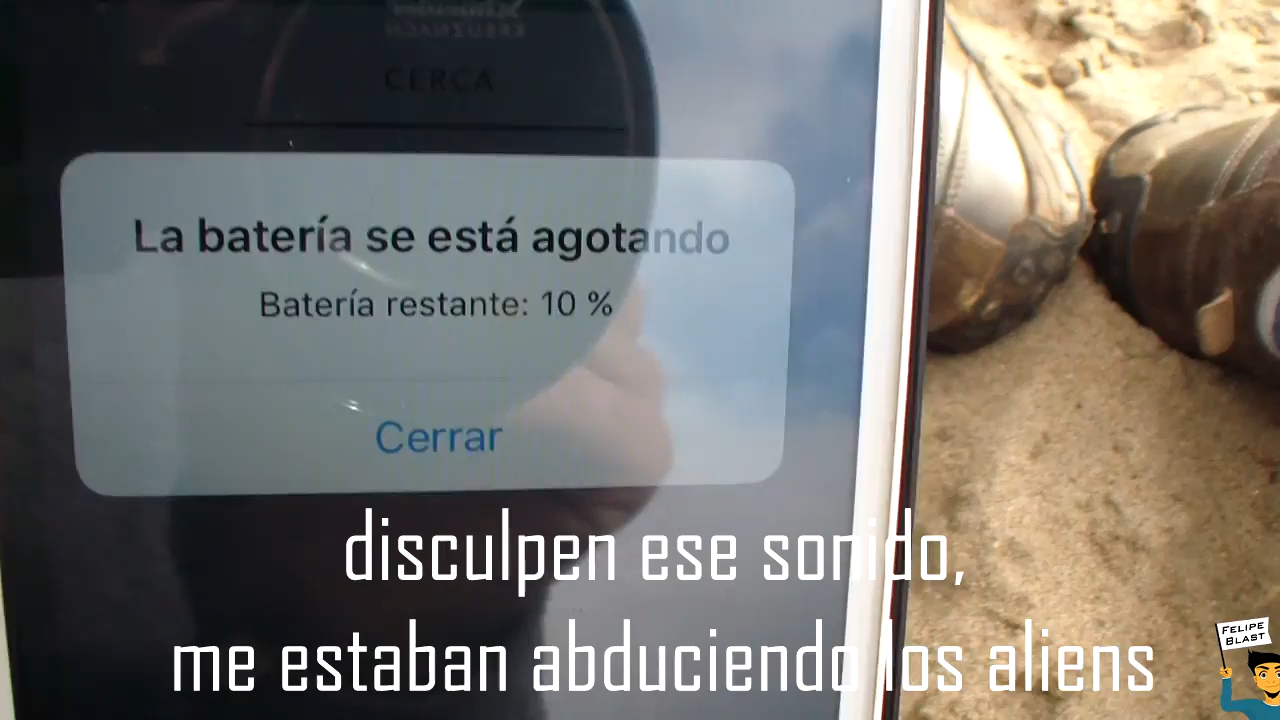 CERCA
La batería se está agotando
Batería restante: 10 %
Cerrar
disculpen ese sonido,
me estaban abduciendo los aliens
FELIPE
BLAST